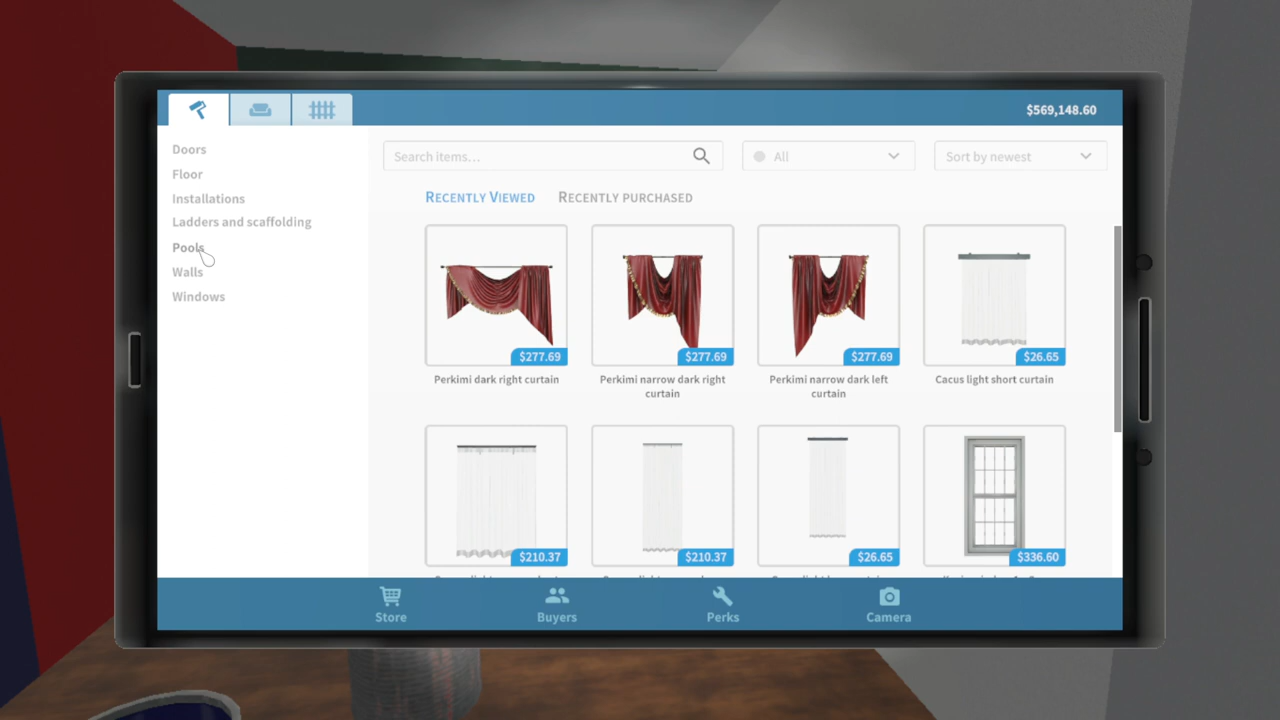 $569,148.60
Doors
Floor
Installations
Ladders and scaffolding
Pools
Walls
Windows
Search items...
All
Sort by newest
RECENTLY VIEWED
RECENTLY PURCHASED
$277.69
$277.69
$277.69
$26.65
Perkimi dark right curtain
Perkimi narrow dark right
curtain
Perkimi narrow dark left
curtain
Cacus light short curtain
$210.37
$210.37
$26.65
$336.60
Store
Buyers
Perks
Camera